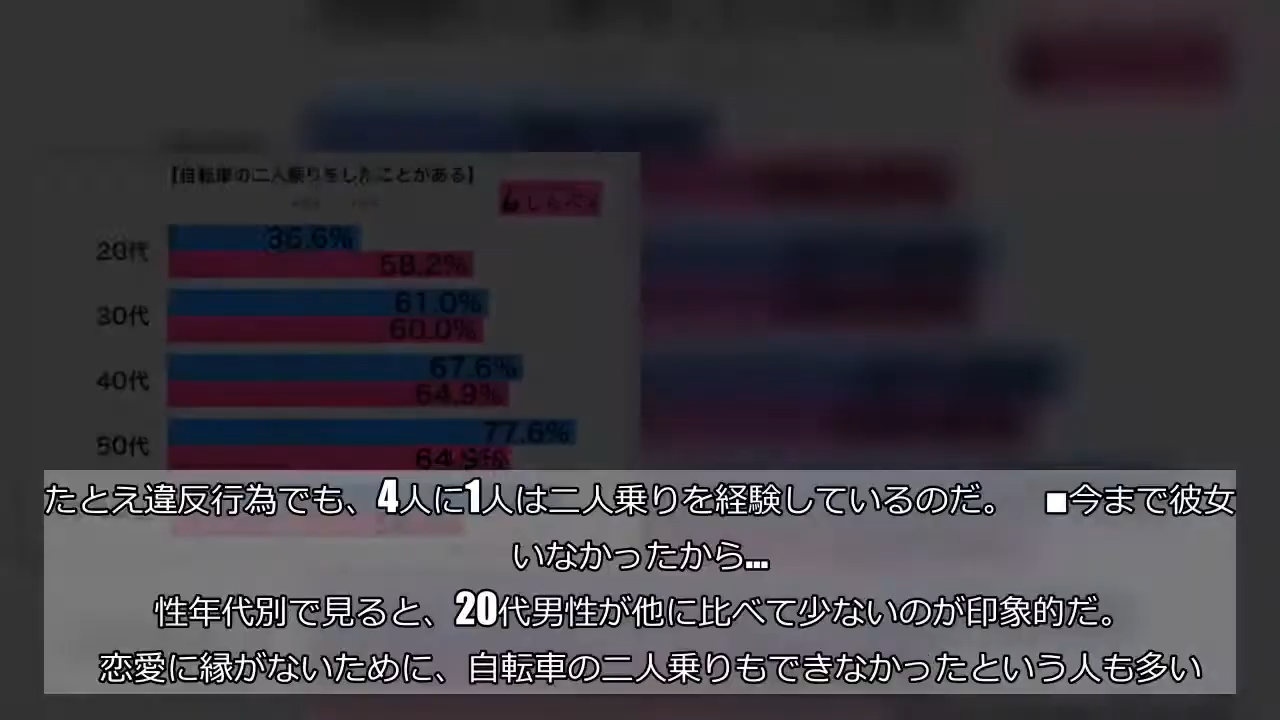 【自転車の二人乗りをしたことがある】
しらべぇ
20代
36.6%
58.2%
30代
61.0%
60.0%
40代
67.6%
64.9%
50代
77.6%
64.9%
たとえ違反行為でも、4人に1人は二人乗りを経験しているのだ。　■今まで彼女
いなかったから...
性年代別で見ると、20代男性が他に比べて少ないのが印象的だ。
恋愛に縁がないために、自転車の二人乗りもできなかったという人も多い